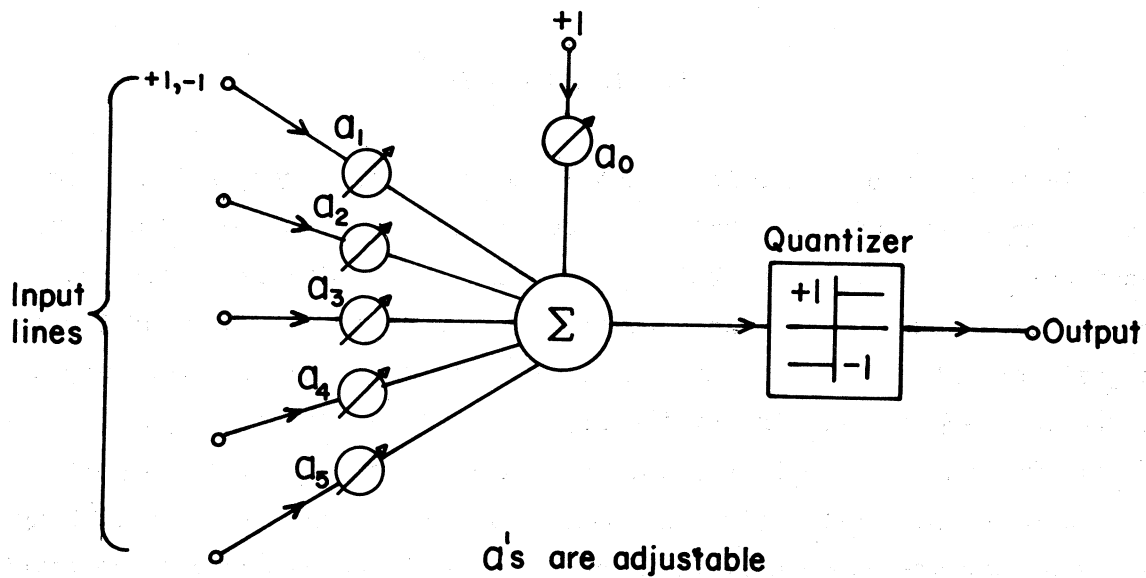 +1
+1,-1
a₁
a₀
a₂
Quantizer
a₃
+1
Input
lines
Σ
-1
Output
a₄
a₅
a's are adjustable